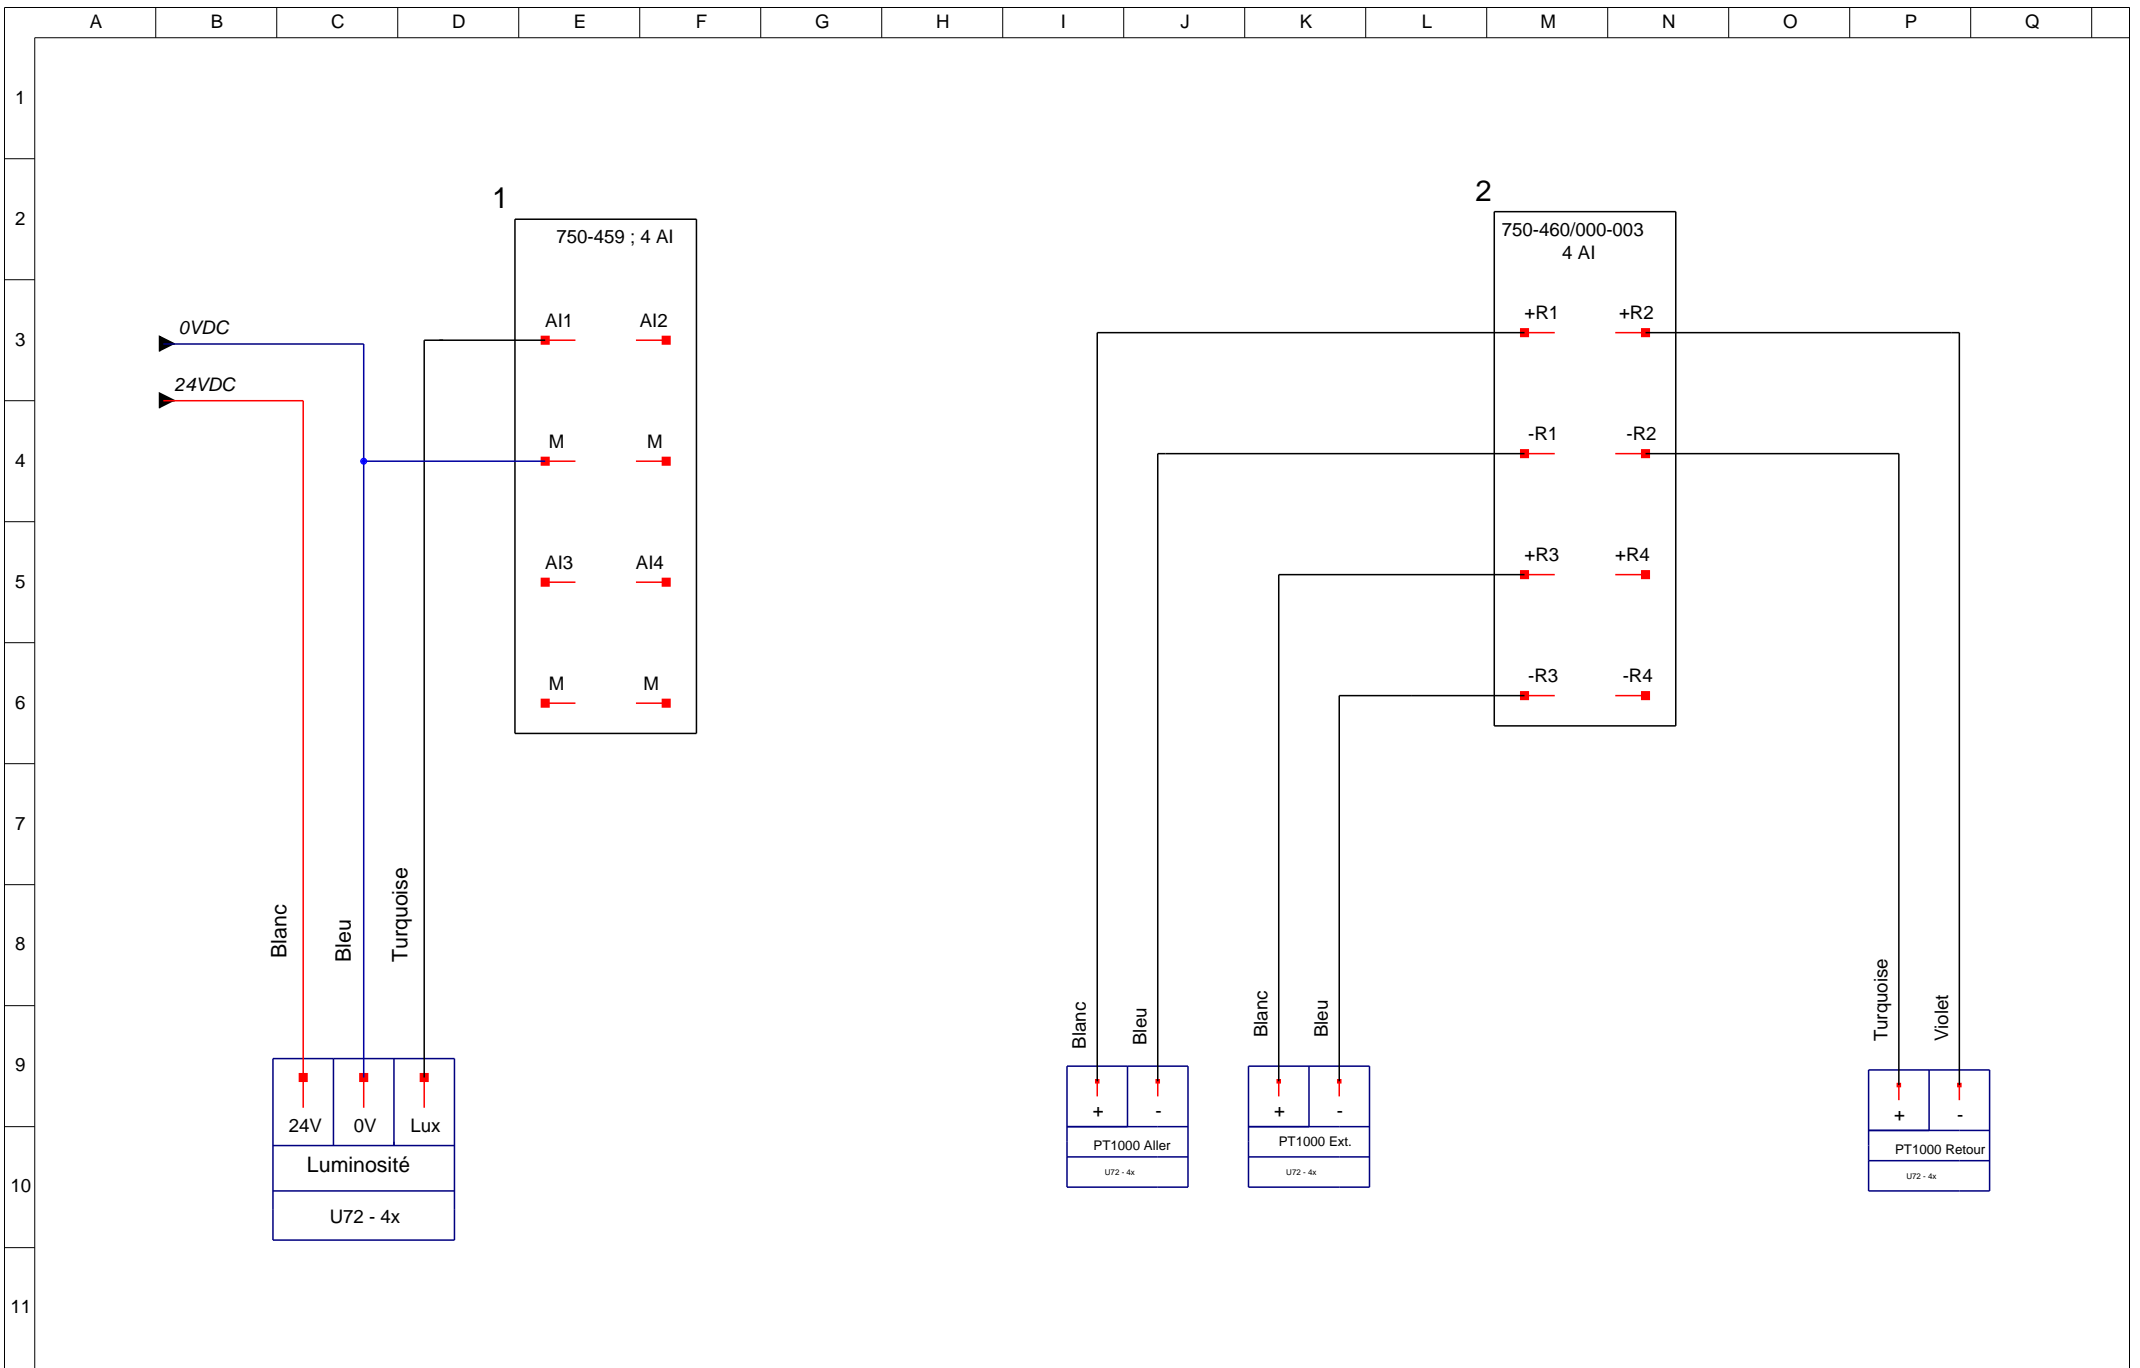 A B C D E F G H I J K L M N O P Q
1
2
3
4
5
6
7
8
9
10
11
1
750-459 ; 4 AI
AI1 AI2
M M
AI3 AI4
M M
0VDC
24VDC
Blanc
Bleu
Turquoise
24V 0V Lux
Luminosité
U72 - 4x
2
750-460/000-003
4 AI
+R1 +R2
-R1 -R2
+R3 +R4
-R3 -R4
Blanc
Bleu
+ -
PT1000 Aller
U72 - 4x
Blanc
Bleu
+ -
PT1000 Ext.
U72 - 4x
Turquoise
Violet
+ -
PT1000 Retour
U72 - 4x